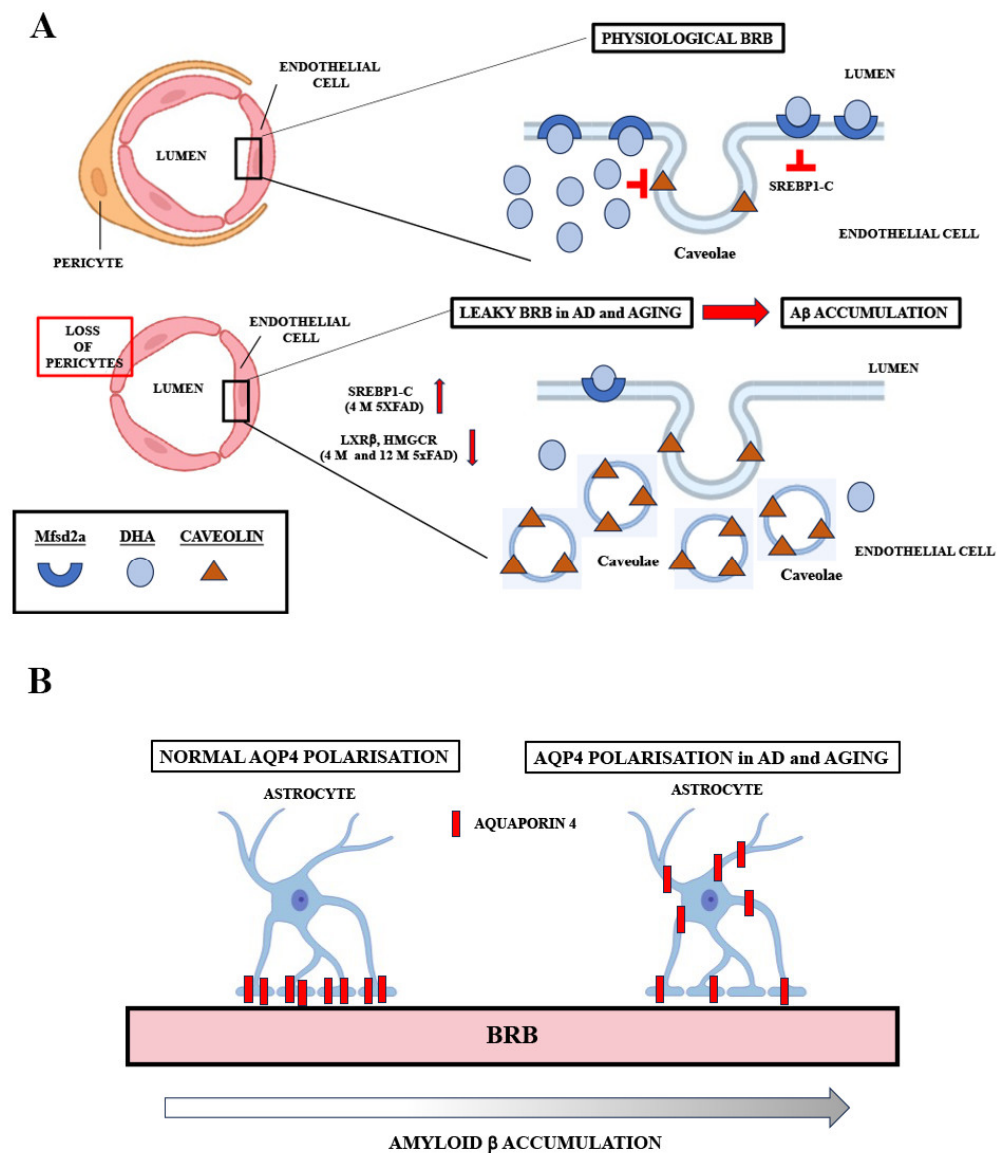 A
PHYSIOLOGICAL BRB
ENDOTHELIAL
CELL
LUMEN
LUMEN
SREBP1-C
ENDOTHELIAL CELL
Caveolae
PERICYTE
LOSS
OF
PERICYTES
ENDOTHELIAL
CELL
LUMEN
LEAKY BRB in AD and AGING
Aβ ACCUMULATION
LUMEN
SREBP1-C
(4 M 5XFAD)
LXRβ, HMGCR
(4 M and 12 M 5xFAD)
Caveolae
ENDOTHELIAL CELL
Caveolae
Mfsd2a DHA CAVEOLIN
B
NORMAL AQP4 POLARISATION
AQP4 POLARISATION in AD and AGING
ASTROCYTE
ASTROCYTE
AQUAPORIN 4
BRB
AMYLOID β ACCUMULATION